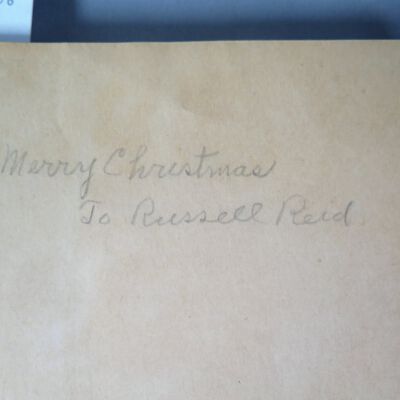 Merry Christmas
To Russell Reid